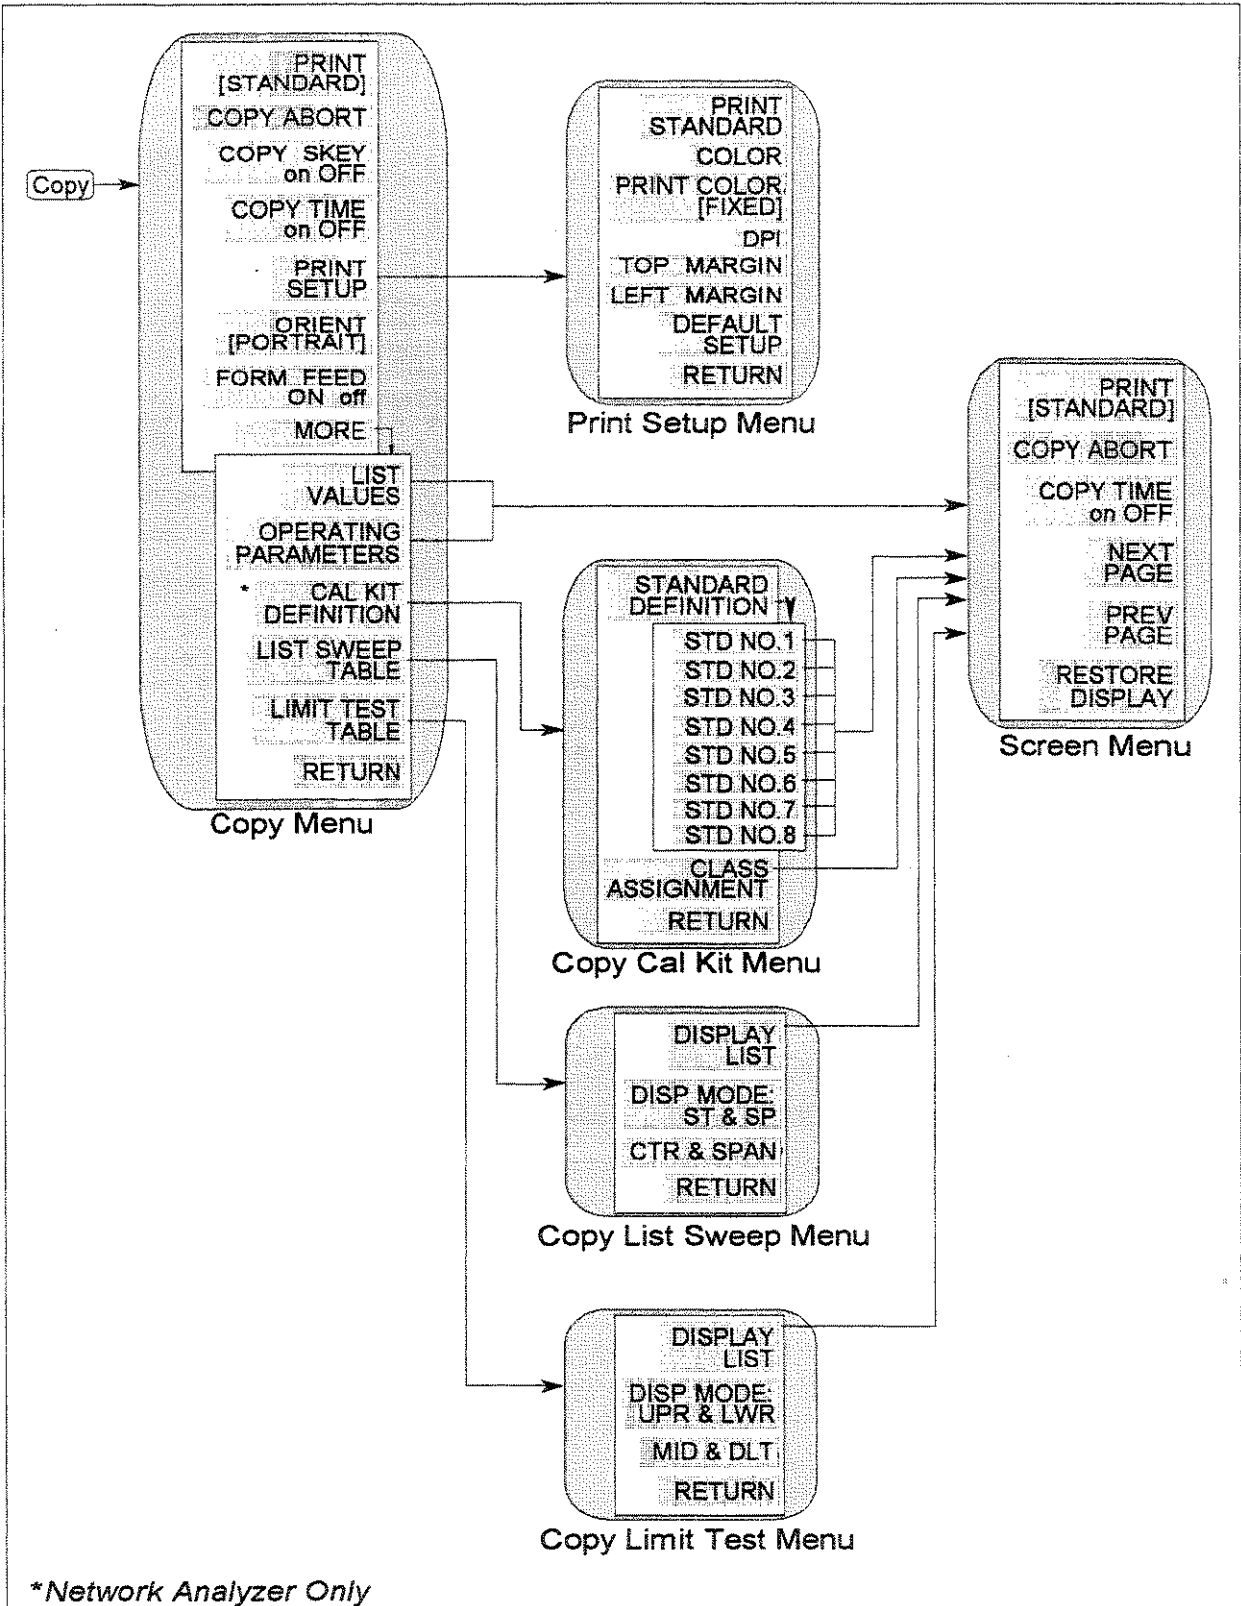 Copy
PRINT
[STANDARD]
COPY ABORT
COPY SKEY
on OFF
COPY TIME
on OFF
PRINT
SETUP
ORIENT
[PORTRAIT]
FORM FEED
ON off
MORE
LIST
VALUES
OPERATING
PARAMETERS
* CAL KIT
DEFINITION
LIST SWEEP
TABLE
LIMIT TEST
TABLE
RETURN
Copy Menu
PRINT
STANDARD
COLOR
PRINT COLOR
[FIXED]
DPI
TOP MARGIN
LEFT MARGIN
DEFAULT
SETUP
RETURN
Print Setup Menu
STANDARD
DEFINITION
STD NO.1
STD NO.2
STD NO.3
STD NO.4
STD NO.5
STD NO.6
STD NO.7
STD NO.8
CLASS
ASSIGNMENT
RETURN
Copy Cal Kit Menu
DISPLAY
LIST
DISP MODE:
ST & SP
CTR & SPAN
RETURN
Copy List Sweep Menu
DISPLAY
LIST
DISP MODE:
UPR & LWR
MID & DLT
RETURN
Copy Limit Test Menu
PRINT
[STANDARD]
COPY ABORT
COPY TIME
on OFF
NEXT
PAGE
PREV
PAGE
RESTORE
DISPLAY
Screen Menu
*Network Analyzer Only